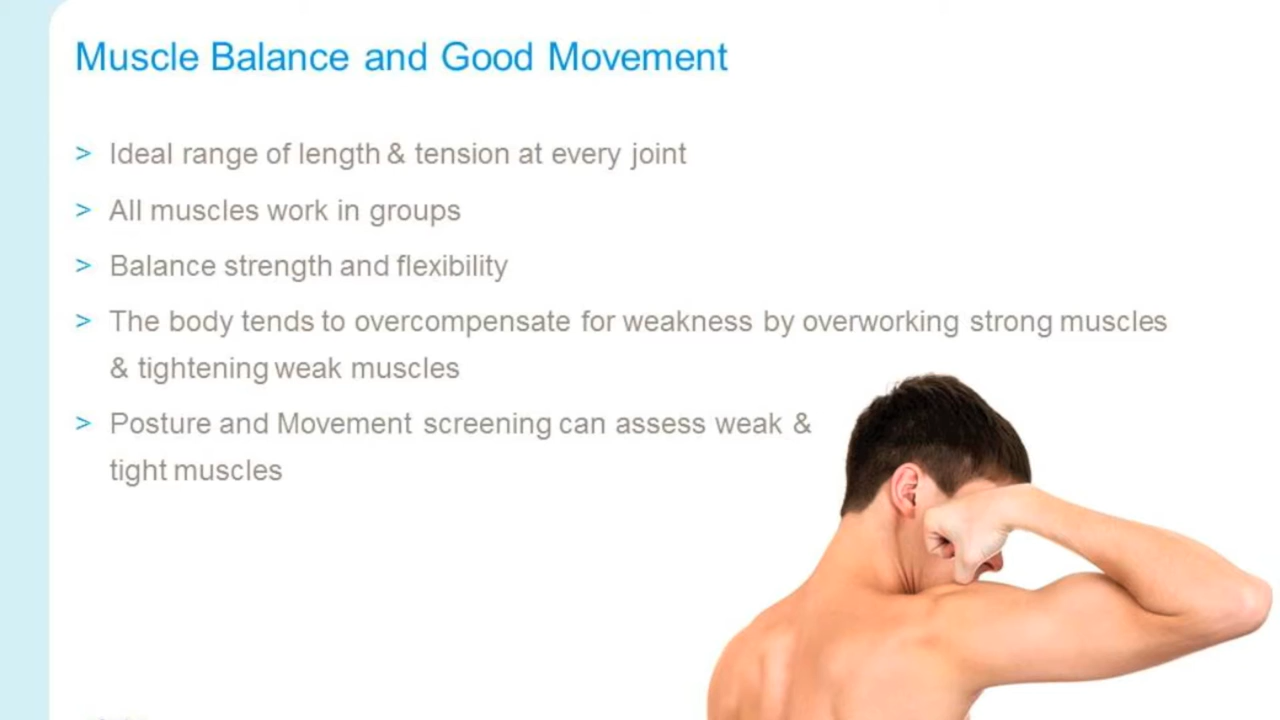 Muscle Balance and Good Movement
> Ideal range of length & tension at every joint
> All muscles work in groups
> Balance strength and flexibility
> The body tends to overcompensate for weakness by overworking strong muscles
& tightening weak muscles
> Posture and Movement screening can assess weak &
tight muscles